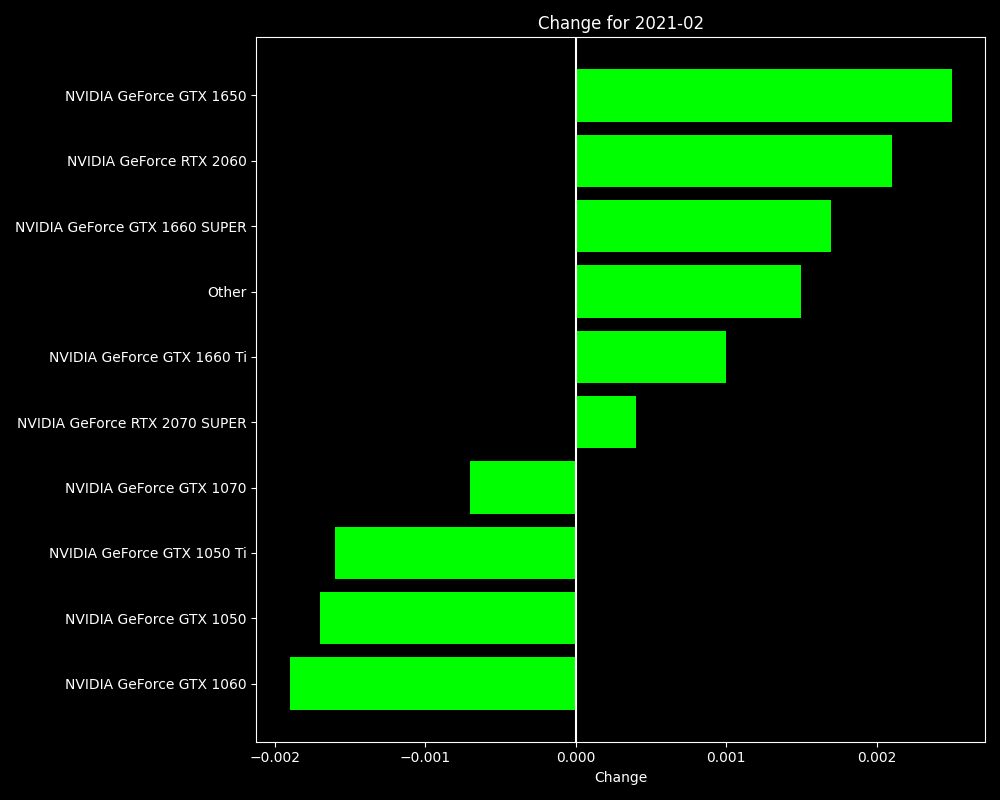 Change for 2021-02
NVIDIA GeForce GTX 1650
NVIDIA GeForce RTX 2060
NVIDIA GeForce GTX 1660 SUPER
Other
NVIDIA GeForce GTX 1660 Ti
NVIDIA GeForce RTX 2070 SUPER
NVIDIA GeForce GTX 1070
NVIDIA GeForce GTX 1050 Ti
NVIDIA GeForce GTX 1050
NVIDIA GeForce GTX 1060
−0.002 −0.001 0.000 0.001 0.002
Change